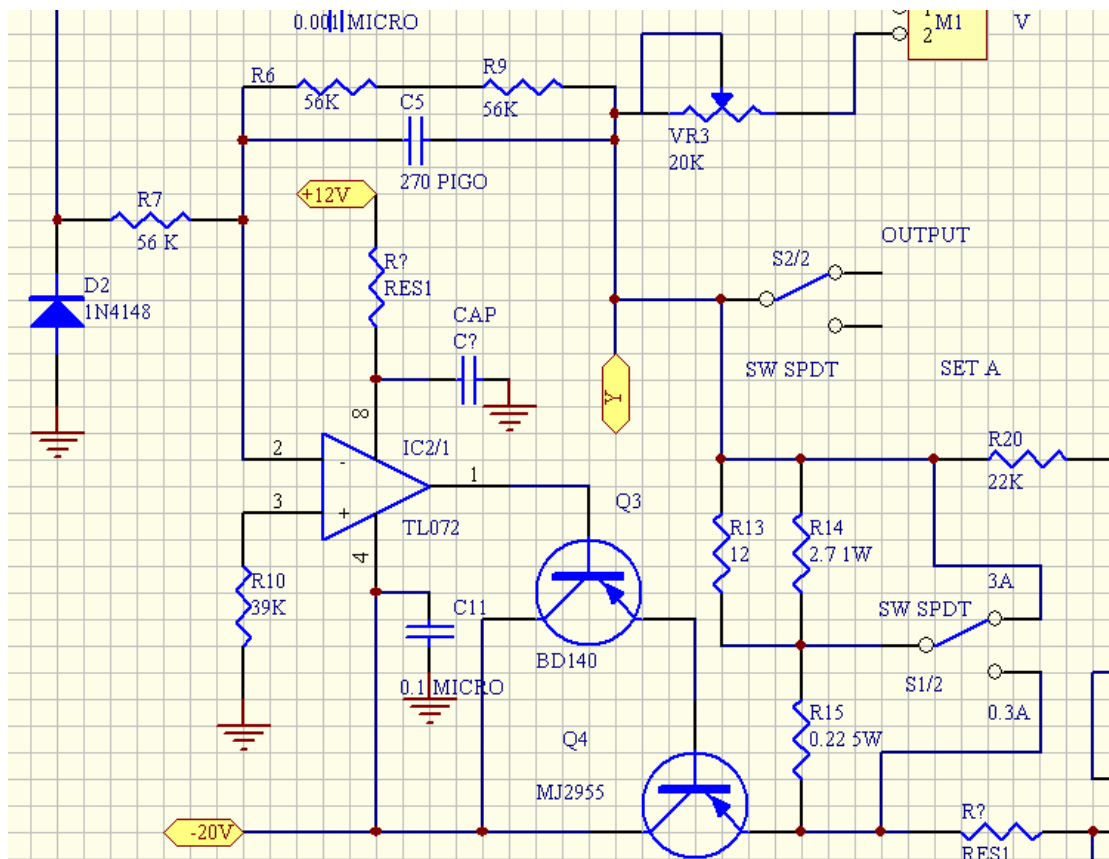 0.001 MICRO
1
M1
V
2
R6
56K
R9
56K
C5
270 PIGO
VR3
20K
+12V
R7
56 K
OUTPUT
S2/2
R?
RES1
D2
1N4148
CAP
C?
SW SPDT
SET A
Y
8
IC2/1
R20
22K
2
-
1
3
+
TL072
Q3
4
R13
12
R14
2.7 1W
R10
39K
3A
C11
SW SPDT
BD140
0.1 MICRO
S1/2
0.3A
R15
0.22 5W
Q4
MJ2955
-20V
R?
RES1